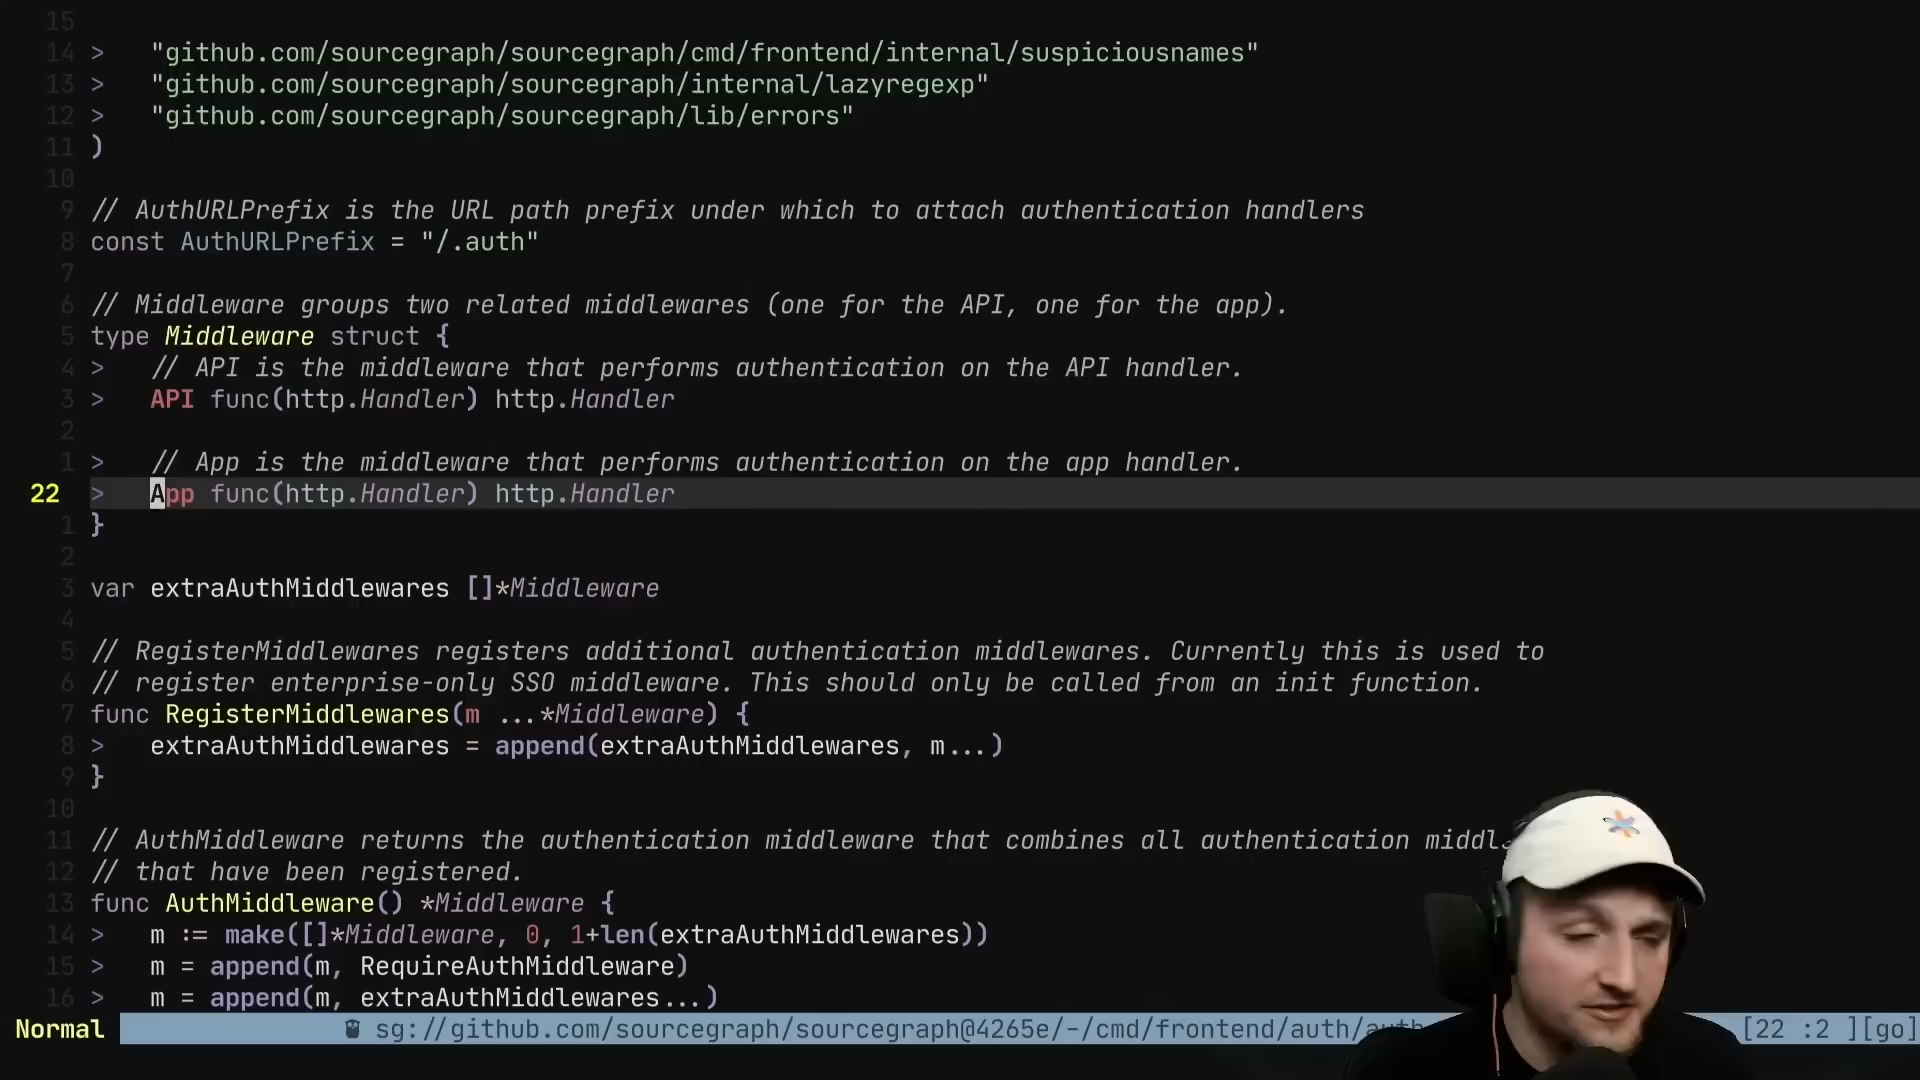 15
14 > "github.com/sourcegraph/sourcegraph/cmd/frontend/internal/suspiciousnames"
13 > "github.com/sourcegraph/sourcegraph/internal/lazyregexp"
12 > "github.com/sourcegraph/sourcegraph/lib/errors"
11 )
10
9 // AuthURLPrefix is the URL path prefix under which to attach authentication handlers
8 const AuthURLPrefix = "/.auth"
7
6 // Middleware groups two related middlewares (one for the API, one for the app).
5 type Middleware struct {
4 > // API is the middleware that performs authentication on the API handler.
3 > API func(http.Handler) http.Handler
2
1 > // App is the middleware that performs authentication on the app handler.
22 > App func(http.Handler) http.Handler
1 }
2
3 var extraAuthMiddlewares []*Middleware
4
5 // RegisterMiddlewares registers additional authentication middlewares. Currently this is used to
6 // register enterprise-only SSO middleware. This should only be called from an init function.
7 func RegisterMiddlewares(m ...*Middleware) {
8 > extraAuthMiddlewares = append(extraAuthMiddlewares, m...)
9 }
10
11 // AuthMiddleware returns the authentication middleware that combines all authentication
12 // that have been registered.
13 func AuthMiddleware() *Middleware {
14 > m := make([]*Middleware, 0, 1+len(extraAuthMiddlewares))
15 > m = append(m, RequireAuthMiddleware)
16 > m = append(m, extraAuthMiddlewares...)
Normal sg://github.com/sourcegraph/sourcegraph@4265e/-/cmd/frontend/auth/ [22 :2 ][go]